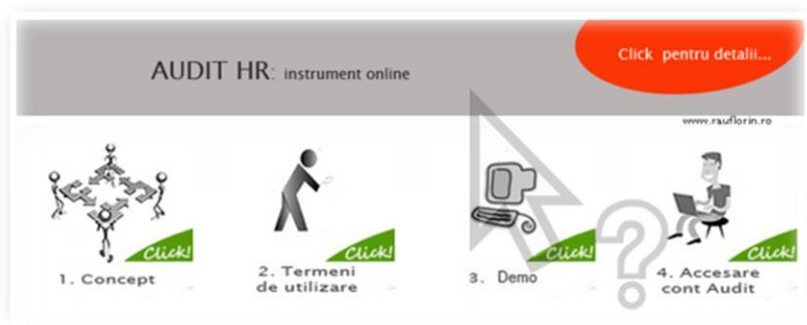 AUDIT HR: instrument online
Click pentru detalii...
www.rauflorin.ro
Click!
Click!
Click!
Click!
1. Concept
2. Termeni
de utilizare
3. Demo
4. Accesare
cont Audit